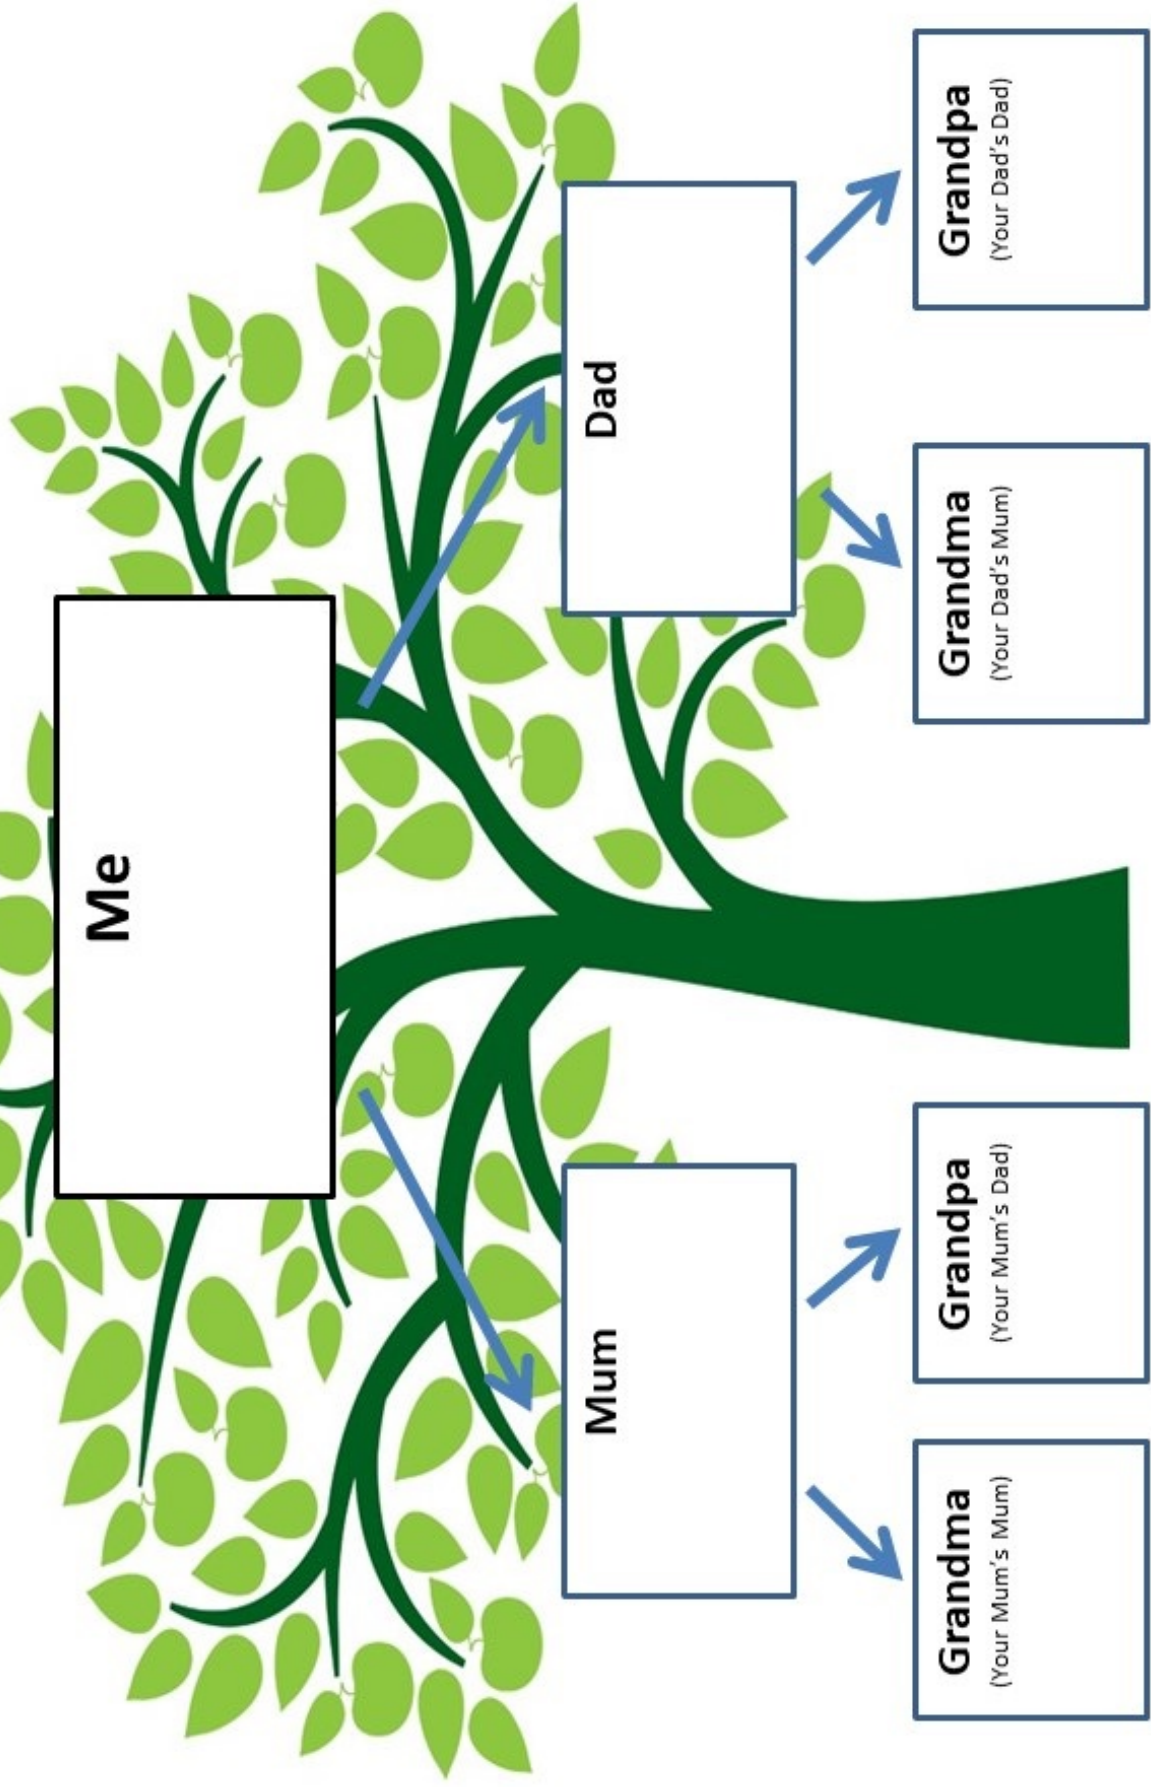 Me
Mum
Dad
Grandma
(Your Mum's Mum)
Grandpa
(Your Mum's Dad)
Grandma
(Your Dad's Mum)
Grandpa
(Your Dad's Dad)